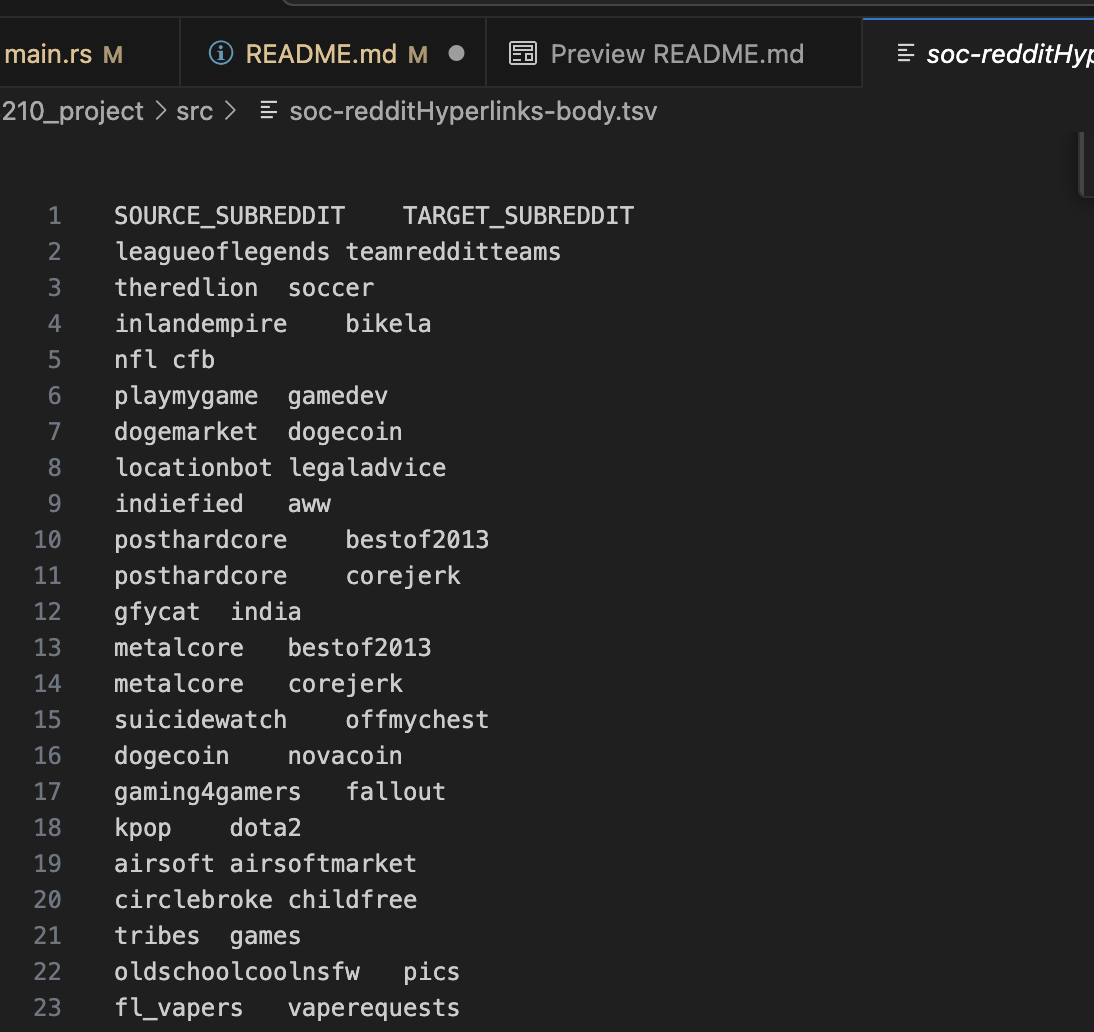 main.rs M README.md M Preview README.md soc-redditHyp
210_project > src > soc-redditHyperlinks-body.tsv
1 SOURCE_SUBREDDIT TARGET_SUBREDDIT
2 leagueoflegends teamredditteams
3 theredlion soccer
4 inlandempire bikela
5 nfl cfb
6 playmygame gamedev
7 dogemarket dogecoin
8 locationbot legaladvice
9 indiefied aww
10 posthardcore bestof2013
11 posthardcore corejerk
12 gfycat india
13 metalcore bestof2013
14 metalcore corejerk
15 suicidewatch offmychest
16 dogecoin novacoin
17 gaming4gamers fallout
18 kpop dota2
19 airsoft airsoftmarket
20 circlebroke childfree
21 tribes games
22 oldschoolcoolnsfw pics
23 fl_vapers vaperequests